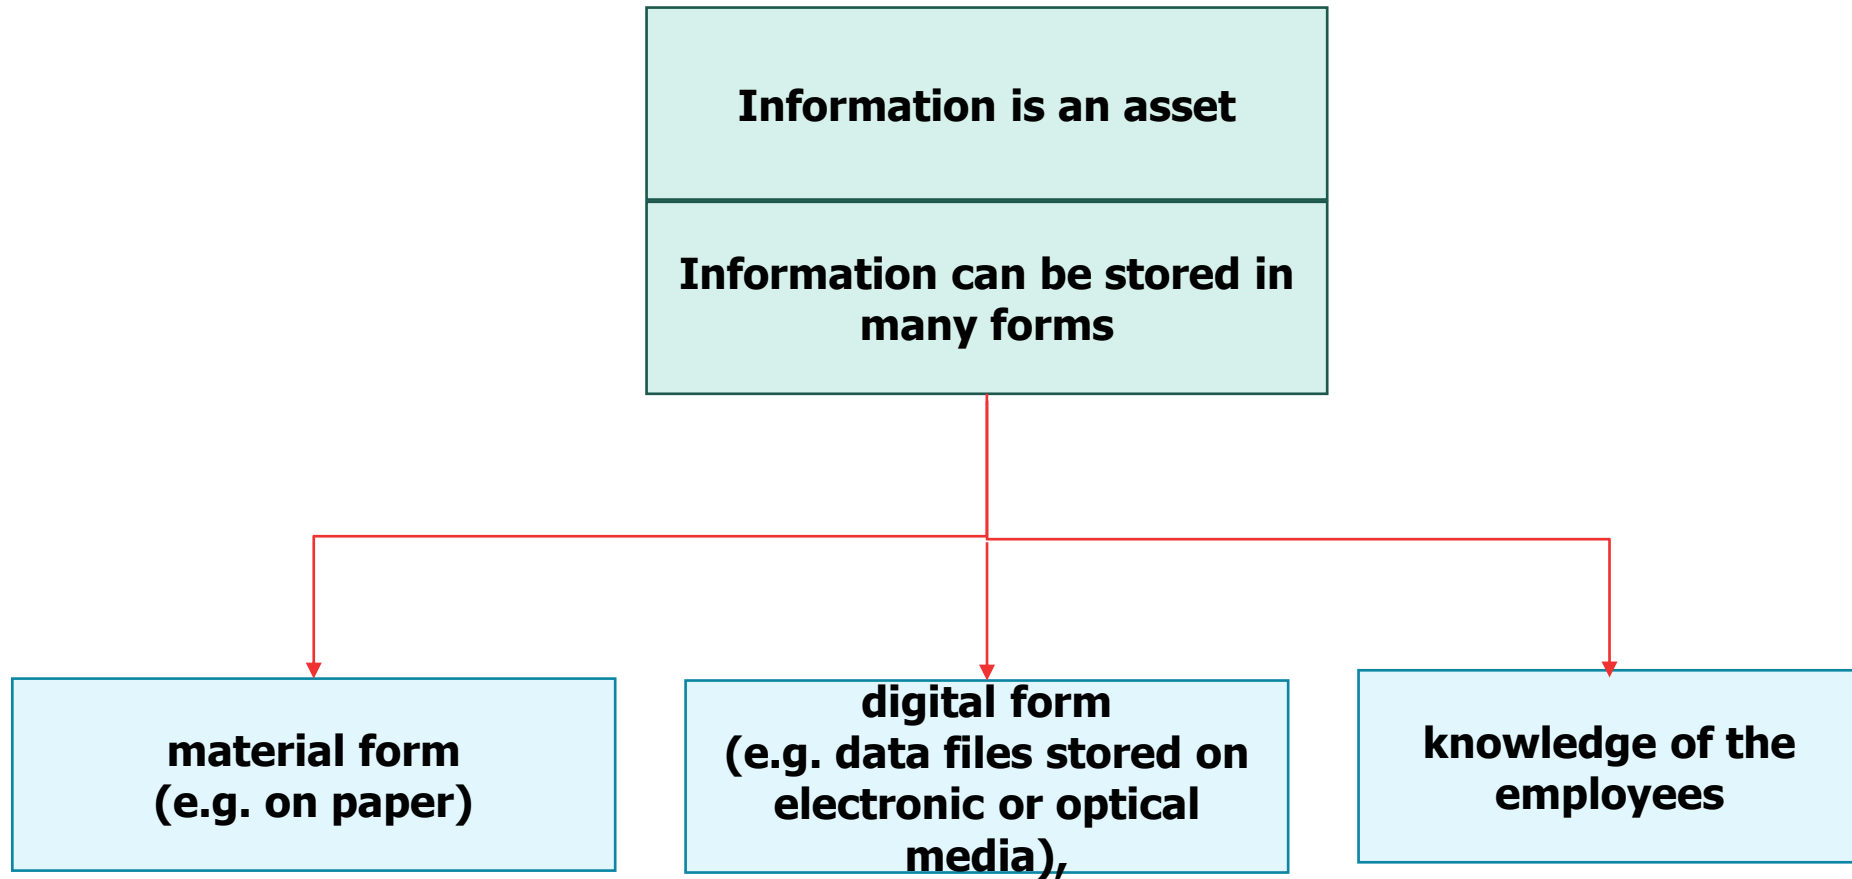 Information is an asset
Information can be stored in
many forms
material form
(e.g. on paper)
digital form
(e.g. data files stored on
electronic or optical
media),
knowledge of the
employees